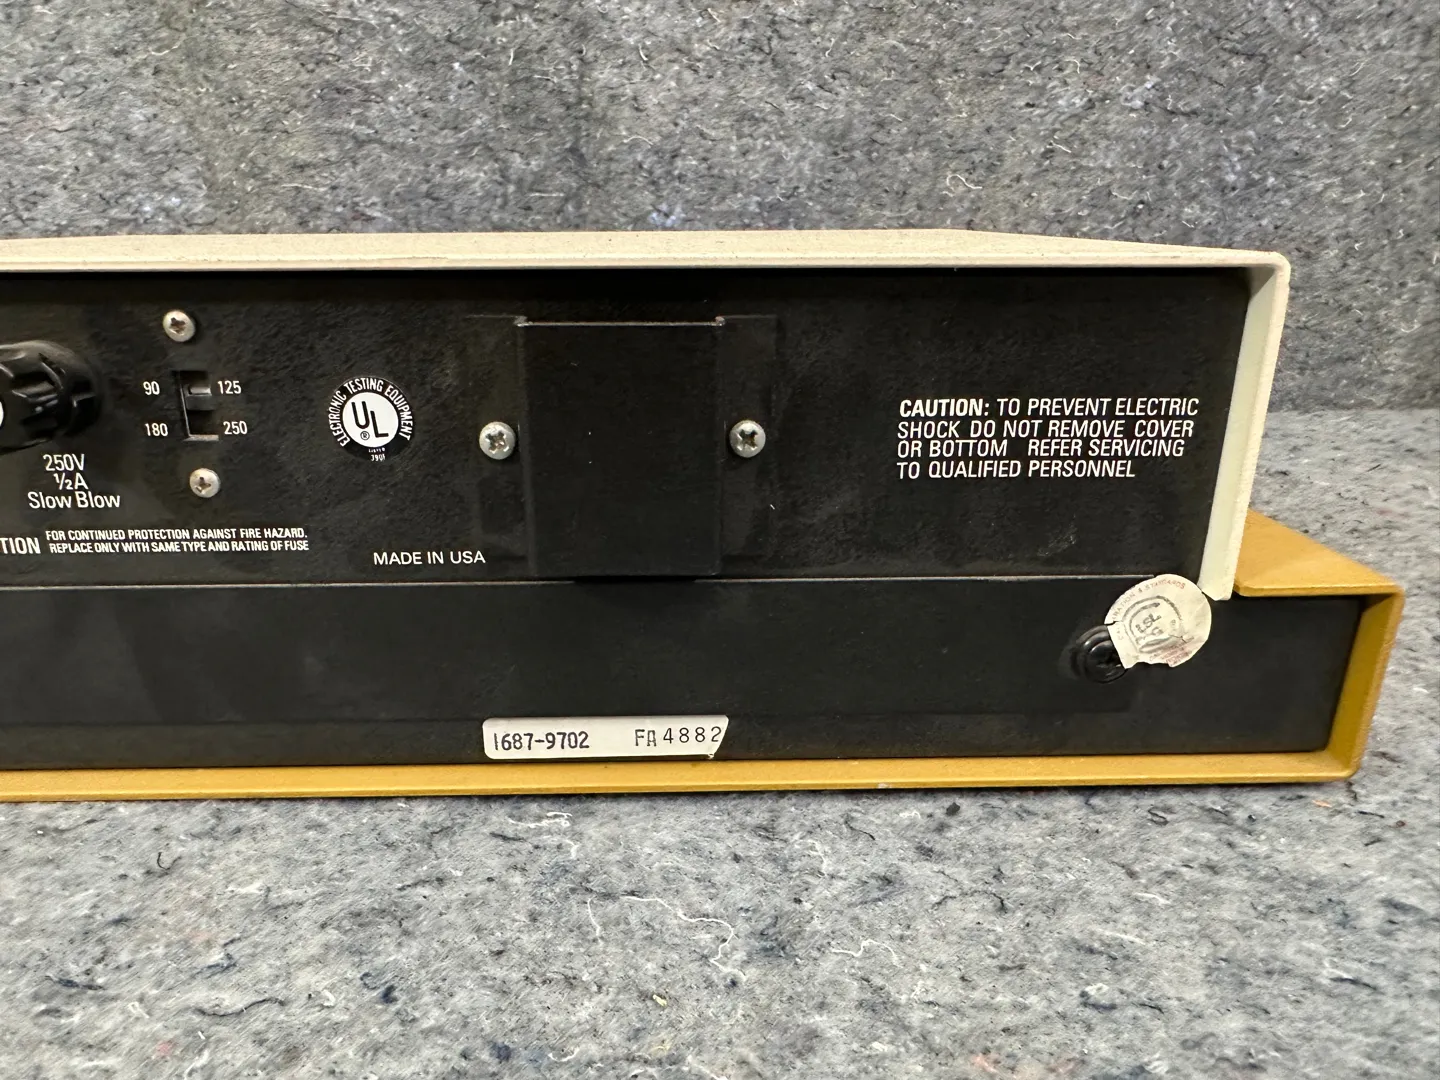 90 125
180 250
250V
½A
Slow Blow
TION FOR CONTINUED PROTECTION AGAINST FIRE HAZARD.
REPLACE ONLY WITH SAME TYPE AND RATING OF FUSE
ELECTRONIC TESTING EQUIPMENT
UL
®
MADE IN USA
CAUTION: TO PREVENT ELECTRIC
SHOCK DO NOT REMOVE COVER
OR BOTTOM REFER SERVICING
TO QUALIFIED PERSONNEL
1687-9702 FA4882